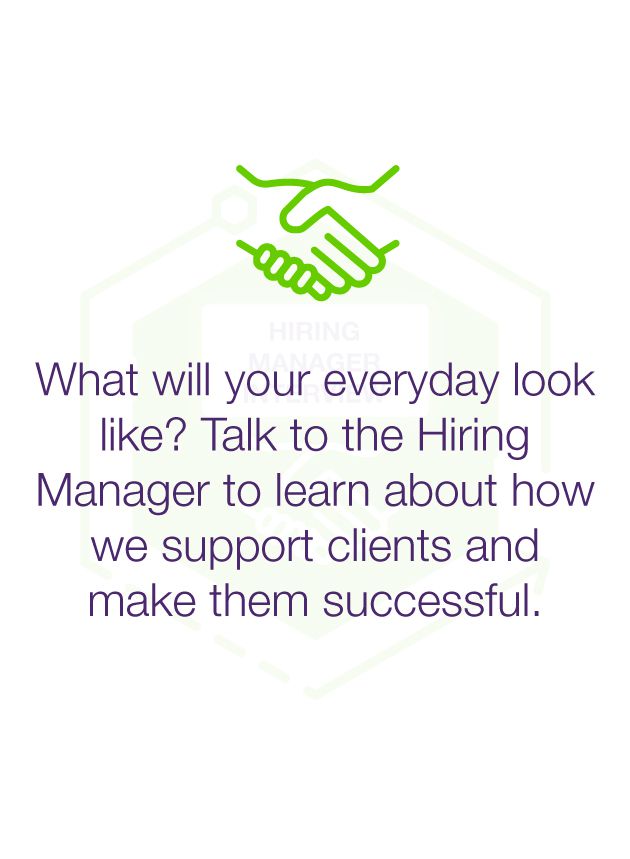 HIRING
MANAGER
INTERVIEW
What will your everyday look
like? Talk to the Hiring
Manager to learn about how
we support clients and
make them successful.